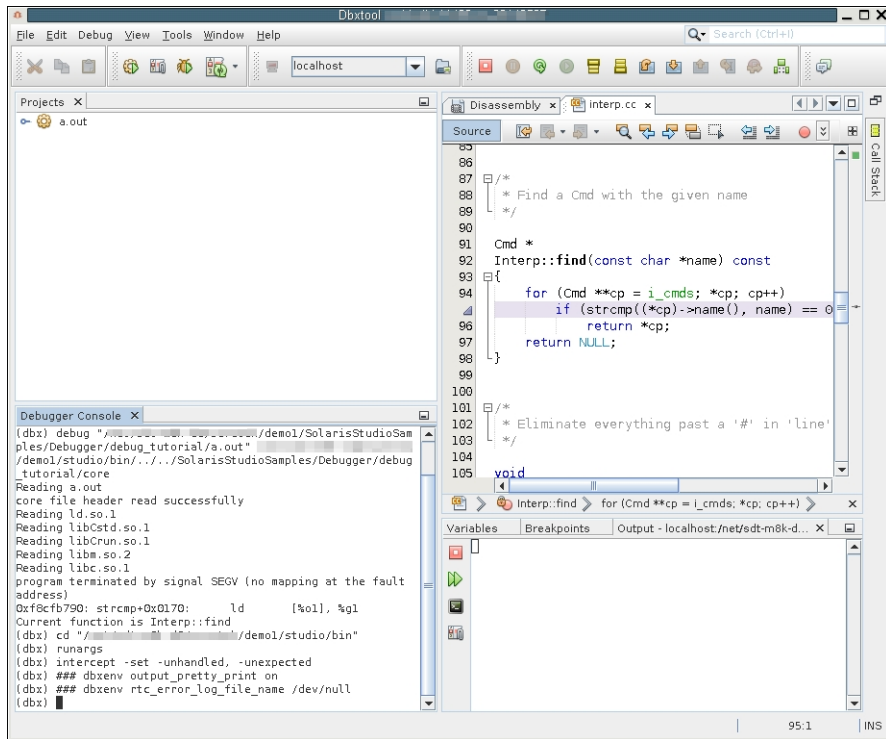 Dbxtool
File Edit Debug View Tools Window Help
Search (Ctrl+I)
localhost
Projects
a.out
Disassembly interp.cc
Source
Call Stack
85
86
87 /*
88 * Find a Cmd with the given name
89 */
90
91 Cmd *
92 Interp::find(const char *name) const
93 {
94 for (Cmd **cp = i_cmds; *cp; cp++)
if (strcmp((*cp)->name(), name) == 0
96 return *cp;
97 return NULL;
98 }
99
100
101 /*
102 * Eliminate everything past a '#' in 'line'
103 */
104
105 void
Interp::find for (Cmd **cp = i_cmds; *cp; cp++)
Debugger Console
(dbx) debug "/ /demo1/SolarisStudioSam
ples/Debugger/debug_tutorial/a.out"
/demo1/studio/bin/../../SolarisStudioSamples/Debugger/debug
_tutorial/core
Reading a.out
core file header read successfully
Reading ld.so.1
Reading libCstd.so.1
Reading libCrun.so.1
Reading libm.so.2
Reading libc.so.1
program terminated by signal SEGV (no mapping at the fault
address)
0xf8cfb790: strcmp+0x0170: ld [%o1], %g1
Current function is Interp::find
(dbx) cd "/ /demo1/studio/bin"
(dbx) runargs
(dbx) intercept -set -unhandled, -unexpected
(dbx) ### dbxenv output_pretty_print on
(dbx) ### dbxenv rtc_error_log_file_name /dev/null
(dbx)
Variables Breakpoints Output - localhost:/net/sdt-m8k-d...
95:1 INS